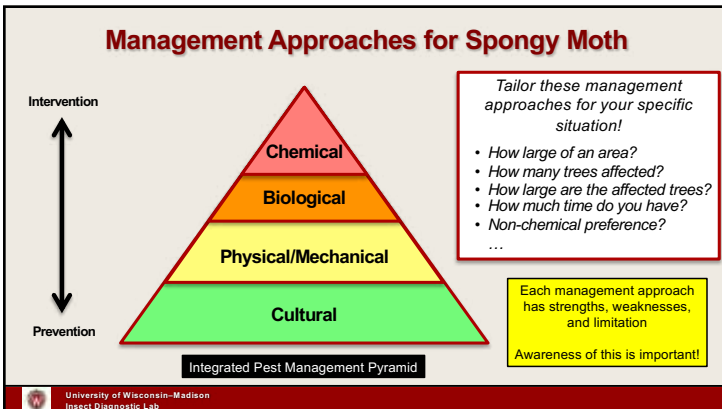 Management Approaches for Spongy Moth
Intervention
Prevention
Chemical
Biological
Physical/Mechanical
Cultural
Integrated Pest Management Pyramid
Tailor these management
approaches for your specific
situation!
• How large of an area?
• How many trees affected?
• How large are the affected trees?
• How much time do you have?
• Non-chemical preference?
…
Each management approach
has strengths, weaknesses,
and limitation
Awareness of this is important!
University of Wisconsin–Madison
Insect Diagnostic Lab